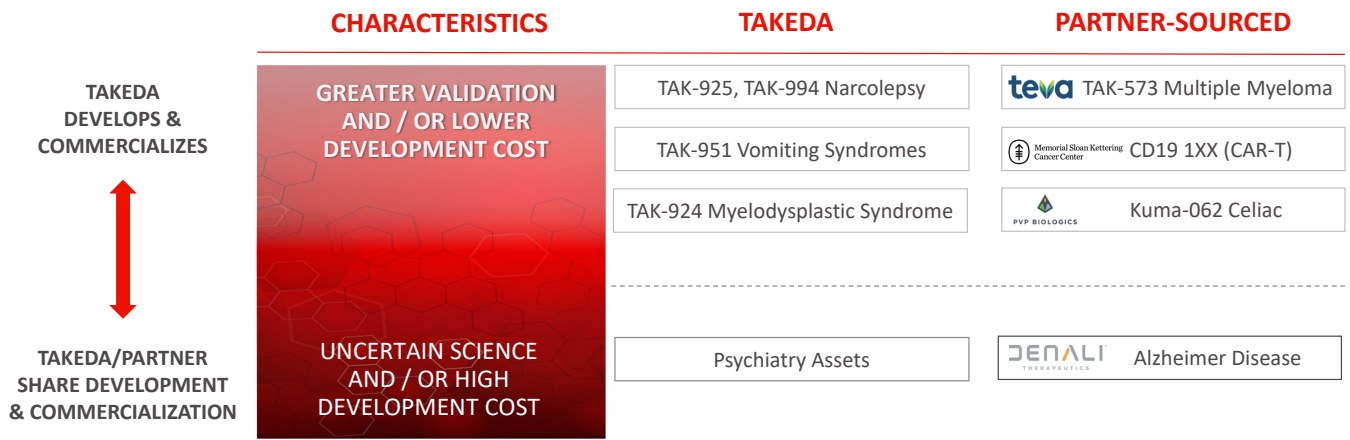 CHARACTERISTICS
TAKEDA
PARTNER-SOURCED
TAKEDA
DEVELOPS &
COMMERCIALIZES
GREATER VALIDATION
AND / OR LOWER
DEVELOPMENT COST
TAK-925, TAK-994 Narcolepsy
teva TAK-573 Multiple Myeloma
TAK-951 Vomiting Syndromes
Memorial Sloan Kettering
Cancer Center
CD19 1XX (CAR-T)
TAK-924 Myelodysplastic Syndrome
PVP BIOLOGICS
Kuma-062 Celiac
TAKEDA/PARTNER
SHARE DEVELOPMENT
& COMMERCIALIZATION
UNCERTAIN SCIENCE
AND / OR HIGH
DEVELOPMENT COST
Psychiatry Assets
DENALI
THERAPEUTICS
Alzheimer Disease